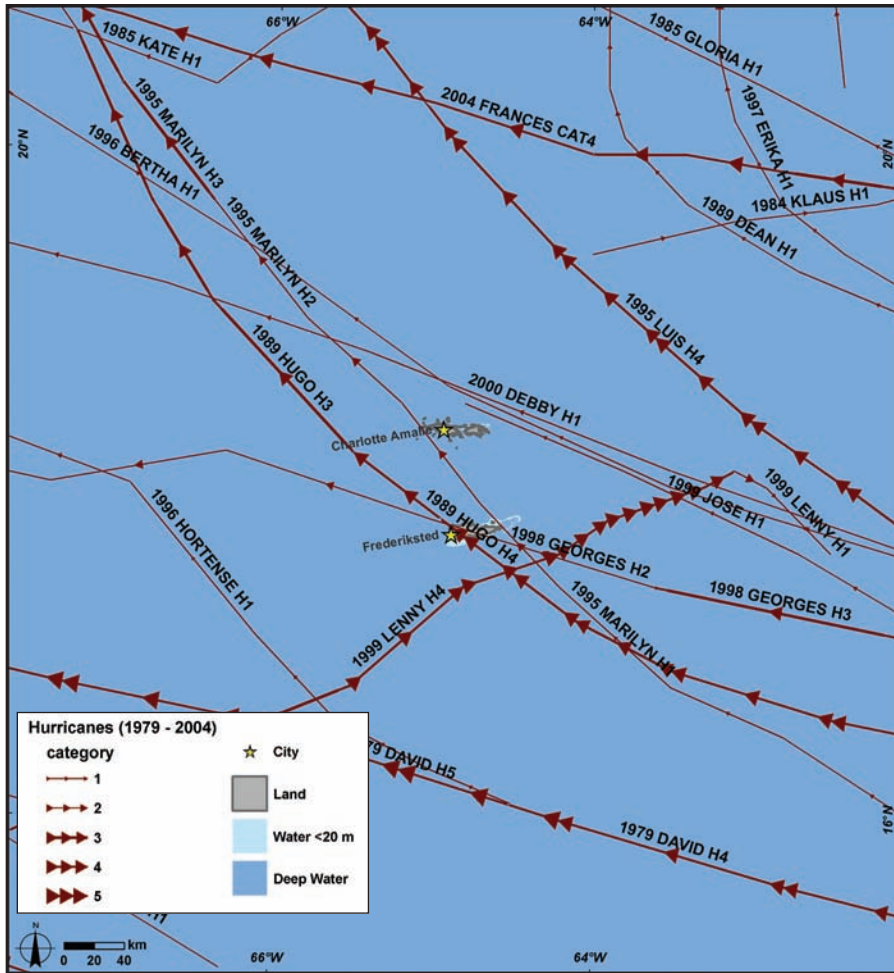 66°W
64°W
1985 KATE H1
1985 GLORIA H1
2004 FRANCES CAT4
1995 MARILYN H3
1997 ERIKA H1
20°N
20°N
1996 BERTHA H1
1984 KLAUS H1
1995 MARILYN H2
1989 DEAN H1
1995 LUIS H4
1989 HUGO H3
2000 DEBBY H1
Charlotte Amalie
1999 LENNY H1
1999 JOSE H1
1989 HUGO H4
1996 HORTENSE H1
Frederiksted
1998 GEORGES H2
1998 GEORGES H3
1999 LENNY H4
1995 MARILYN H1
Hurricanes (1979 - 2004)
category
1
2
3
4
5
City
Land
Water <20 m
Deep Water
79 DAVID H5
1979 DAVID H4
16°N
N
km
0 20 40
66°W
64°W